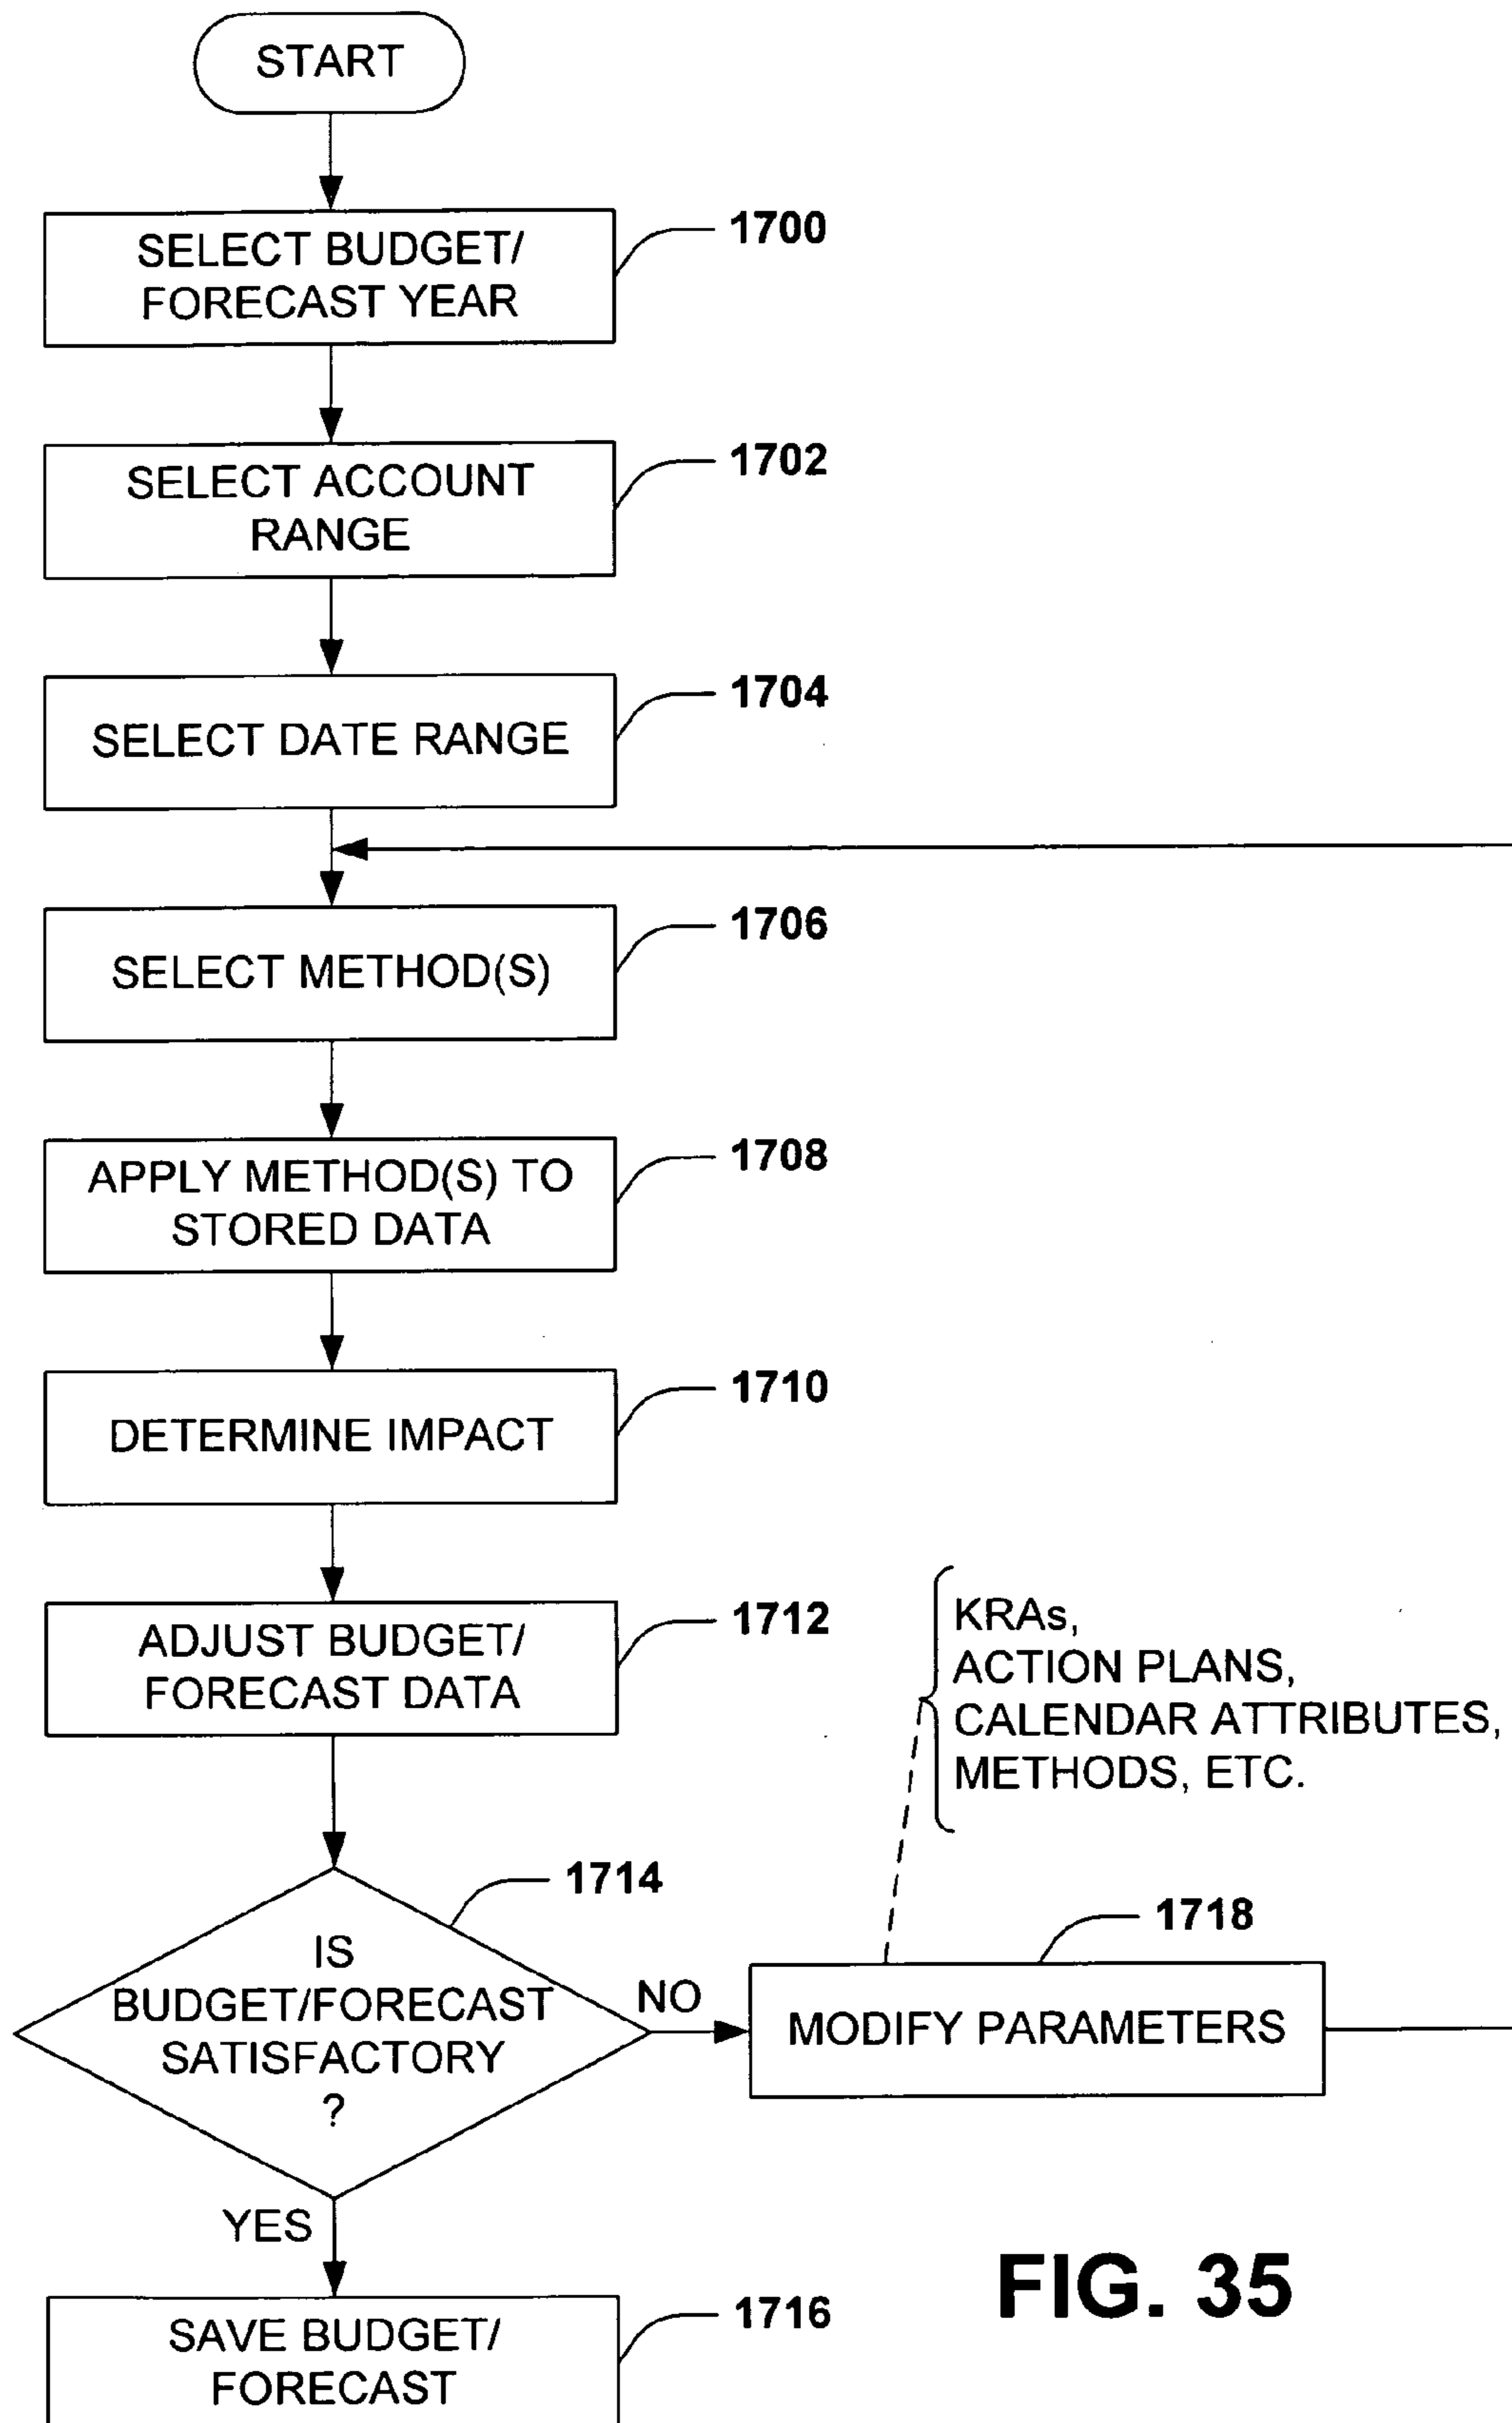 START
SELECT BUDGET/
FORECAST YEAR
1700
SELECT ACCOUNT
RANGE
1702
SELECT DATE RANGE
1704
SELECT METHOD(S)
1706
APPLY METHOD(S) TO
STORED DATA
1708
DETERMINE IMPACT
1710
ADJUST BUDGET/
FORECAST DATA
1712
KRAs,
ACTION PLANS,
CALENDAR ATTRIBUTES,
METHODS, ETC.
IS
BUDGET/FORECAST
SATISFACTORY
?
1714
NO
MODIFY PARAMETERS
1718
YES
SAVE BUDGET/
FORECAST
1716
FIG. 35